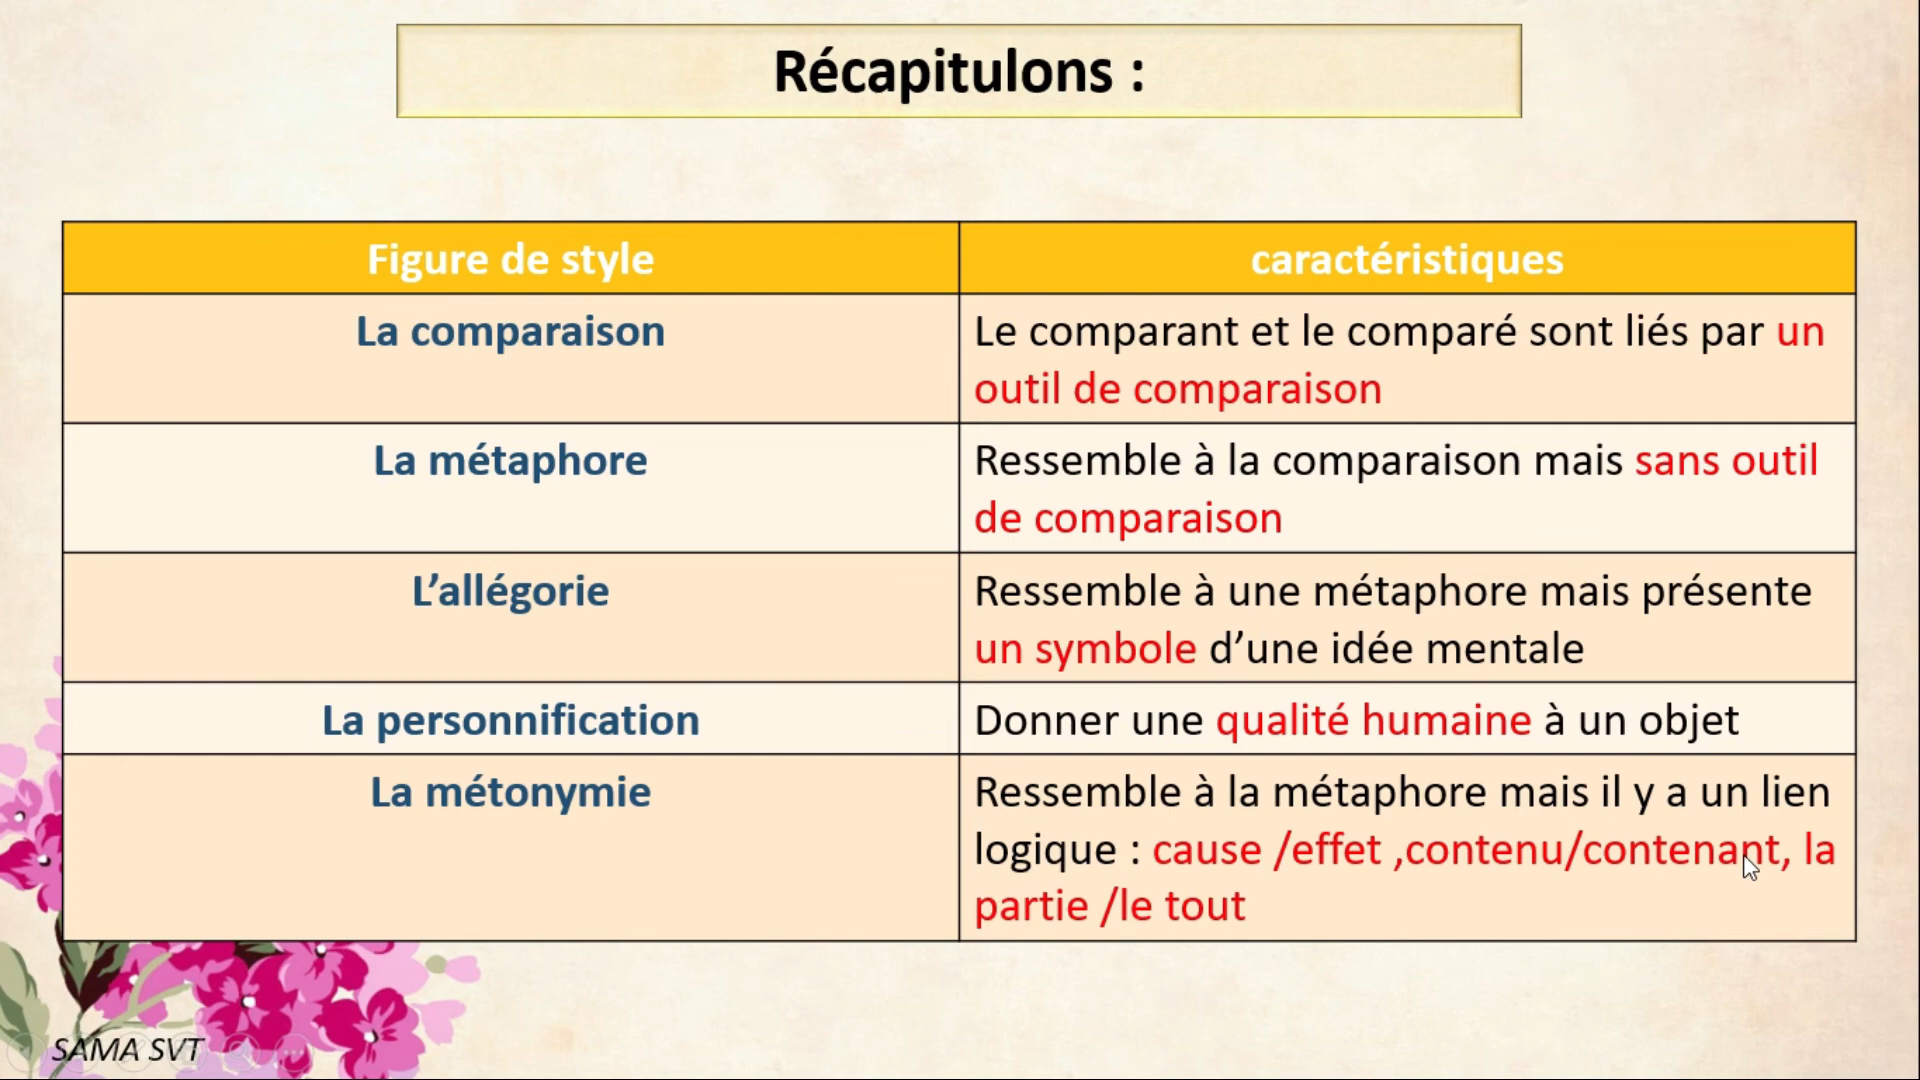 Récapitulons :
Figure de style
caractéristiques
La comparaison
Le comparant et le comparé sont liés par un
outil de comparaison
La métaphore
Ressemble à la comparaison mais sans outil
de comparaison
L’allégorie
Ressemble à une métaphore mais présente
un symbole d’une idée mentale
La personnification
Donner une qualité humaine à un objet
La métonymie
Ressemble à la métaphore mais il y a un lien
logique : cause /effet ,contenu/contenant, la
partie /le tout
SAMA SVT